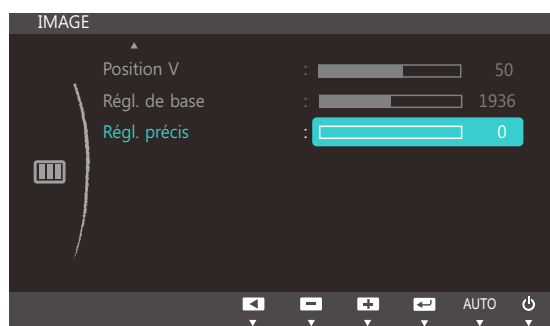 IMAGE
Position V : 50
Régl. de base : 1936
Régl. précis : 0
AUTO